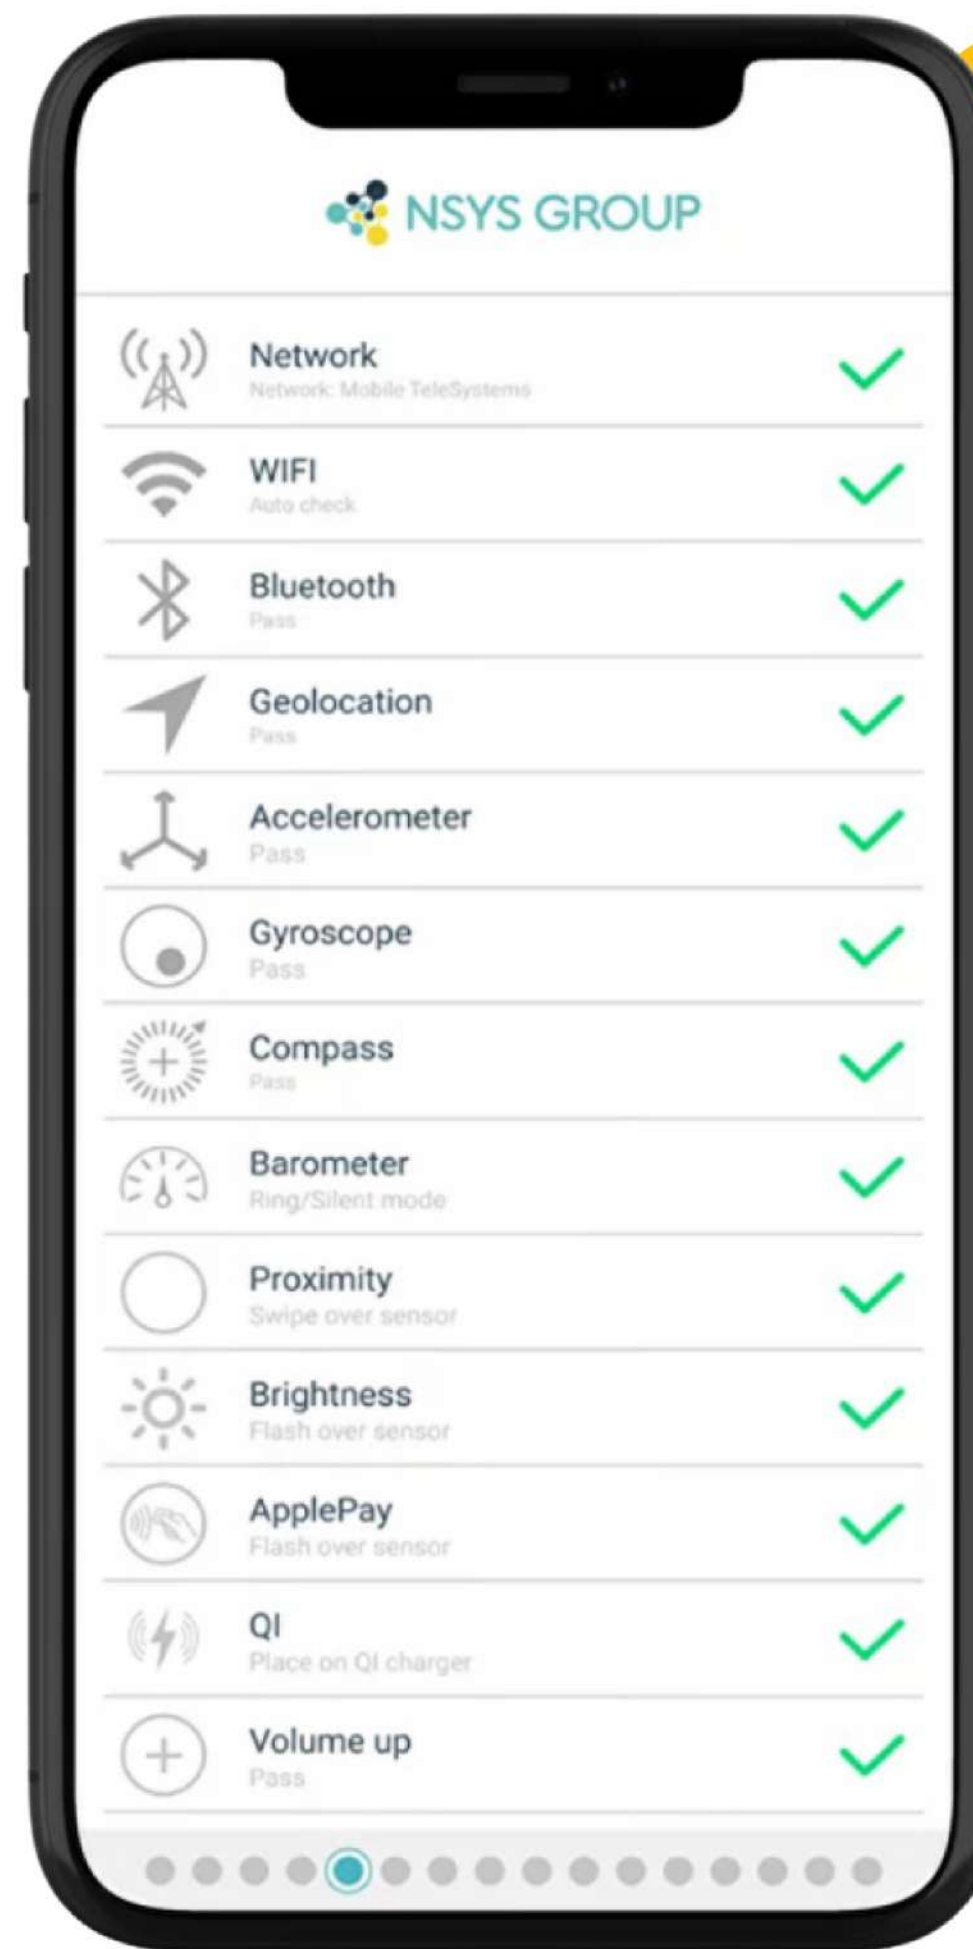 NSYS GROUP
Network
Network: Mobile TeleSystems
WIFI
Auto check
Bluetooth
Pass
Geolocation
Pass
Accelerometer
Pass
Gyroscope
Pass
Compass
Pass
Barometer
Ring/Silent mode
Proximity
Swipe over sensor
Brightness
Flash over sensor
ApplePay
Flash over sensor
QI
Place on QI charger
Volume up
Pass